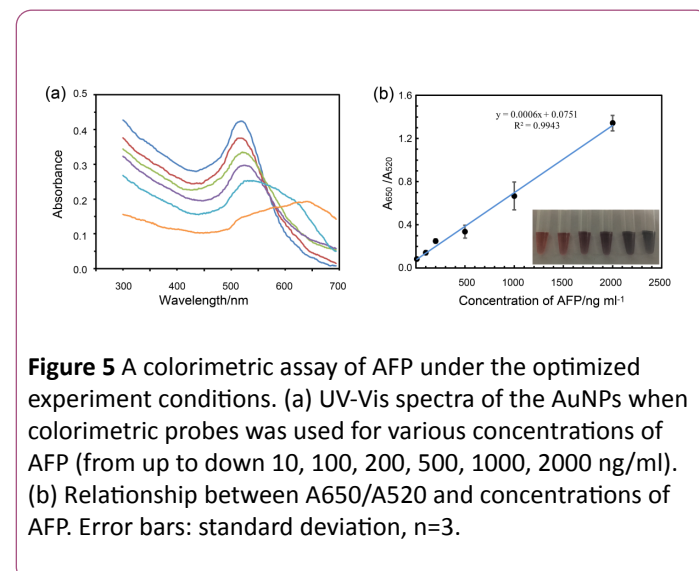 (a)
0.5
0.4
0.3
0.2
0.1
0.0
Absorbance
300 400 500 600 700
Wavelength/nm
(b)
1.6
1.2
0.8
0.4
0.0
A650/A520
y = 0.0006x + 0.0751
R² = 0.9943
500 1000 1500 2000 2500
Concentration of AFP/ng ml-1
Figure 5 A colorimetric assay of AFP under the optimized
experiment conditions. (a) UV-Vis spectra of the AuNPs when
colorimetric probes was used for various concentrations of
AFP (from up to down 10, 100, 200, 500, 1000, 2000 ng/ml).
(b) Relationship between A650/A520 and concentrations of
AFP. Error bars: standard deviation, n=3.